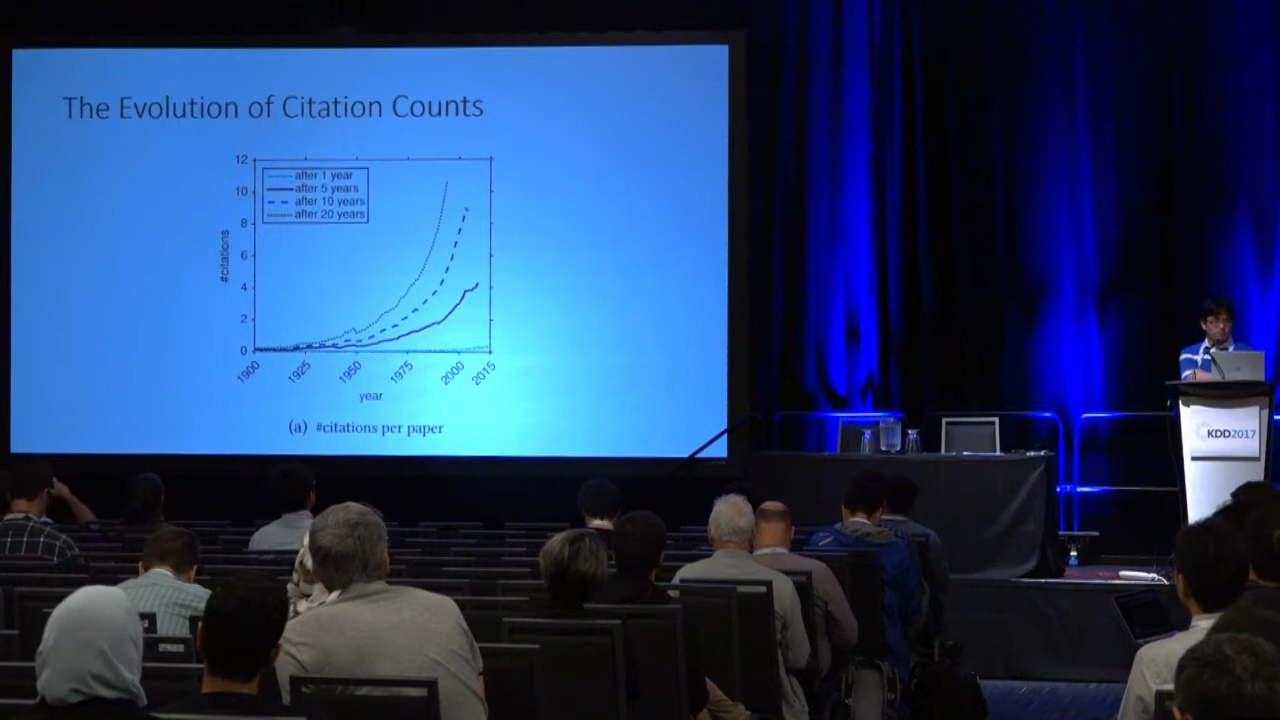 The Evolution of Citation Counts
12
10
8
6
4
2
0
#citations
after 1 year
after 5 years
after 10 years
after 20 years
1900
1925
1950
1975
2000
2015
year
(a) #citations per paper
KDD2017